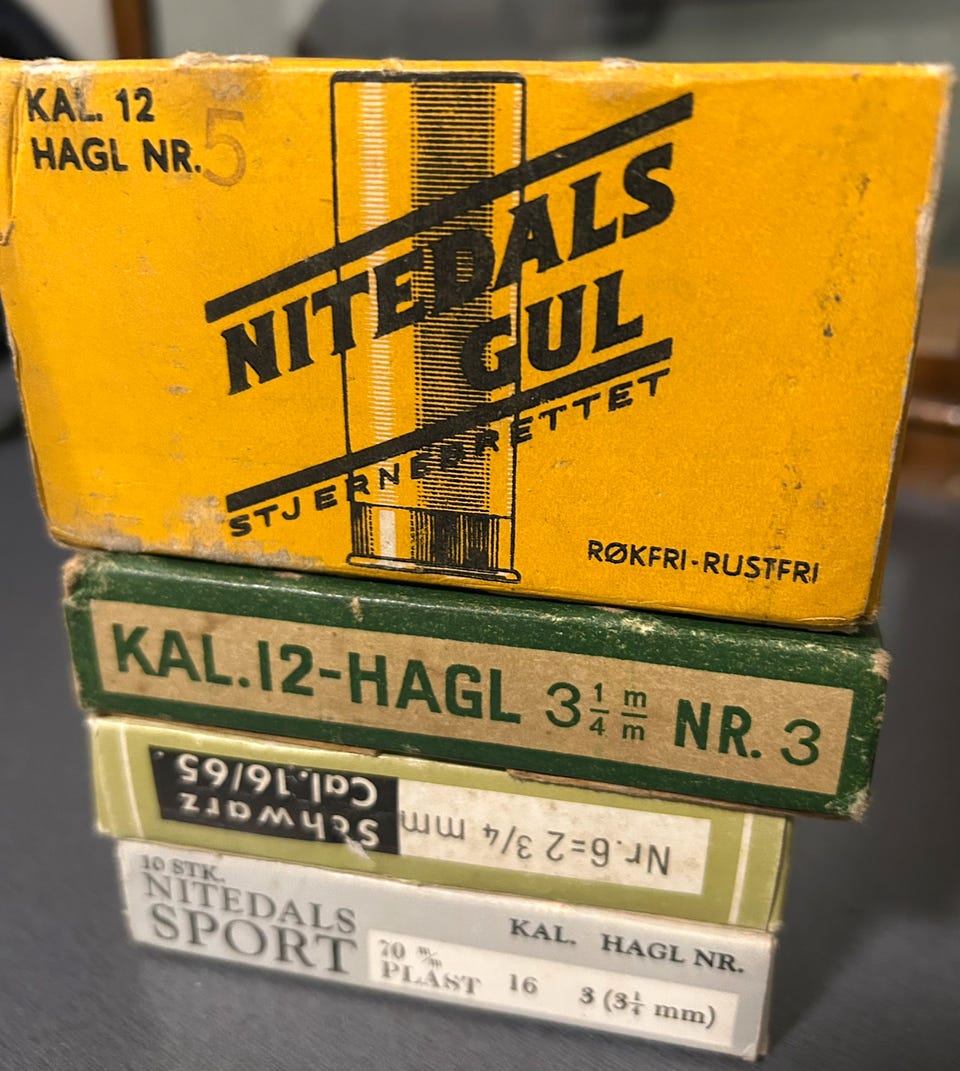 KAL. 12
HAGL NR. 5
NITEDALS
GUL
STJERNEBRETTET
RØKFRI-RUSTFRI
KAL.12-HAGL 3 1/4 m/m NR. 3
Nr.6=2 3/4 mm
Schwarz
Cal.16/65
10 STK.
NITEDALS
SPORT
70 m/m
PLAST
KAL. HAGL NR.
16 3 (3 1/4 mm)